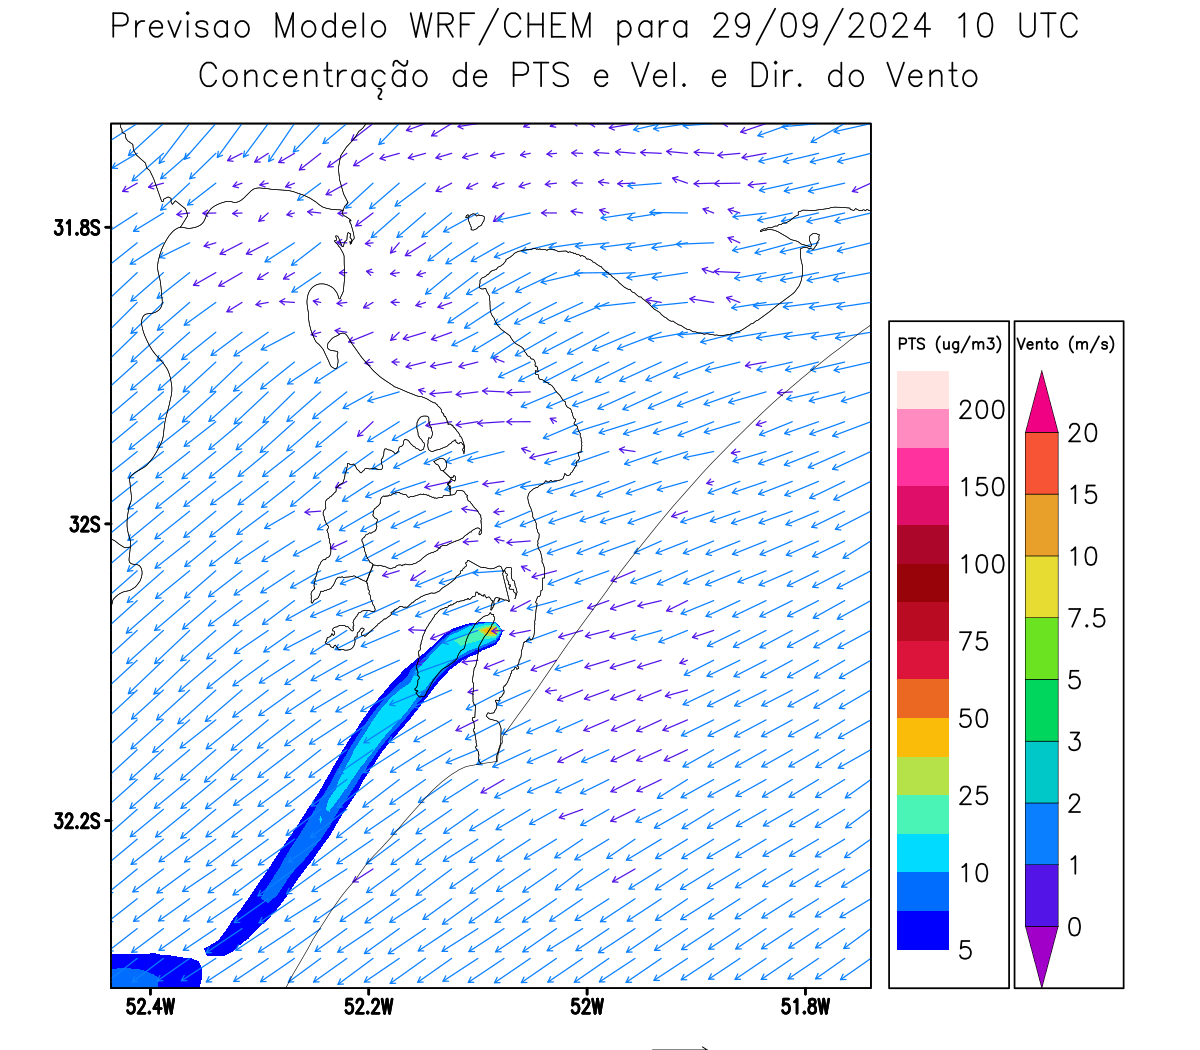 Previsao Modelo WRF/CHEM para 29/09/2024 10 UTC
Concentração de PTS e Vel. e Dir. do Vento
31.8S
32S
32.2S
52.4W
52.2W
52W
51.8W
PTS (ug/m3)
200
150
100
75
50
25
10
5
Vento (m/s)
20
15
10
7.5
5
3
2
1
0